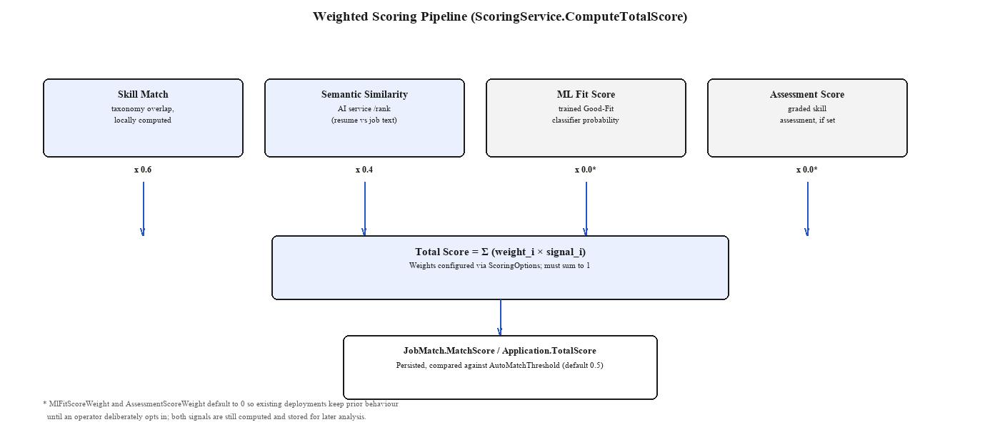 Weighted Scoring Pipeline (ScoringService.ComputeTotalScore)
Skill Match
taxonomy overlap,
locally computed
Semantic Similarity
AI service /rank
(resume vs job text)
ML Fit Score
trained Good-Fit
classifier probability
Assessment Score
graded skill
assessment, if set
x 0.6
x 0.4
x 0.0*
x 0.0*
Total Score = Σ (weight_i × signal_i)
Weights configured via ScoringOptions; must sum to 1
JobMatch.MatchScore / Application.TotalScore
Persisted, compared against AutoMatchThreshold (default 0.5)
* MlFitScoreWeight and AssessmentScoreWeight default to 0 so existing deployments keep prior behaviour
until an operator deliberately opts in; both signals are still computed and stored for later analysis.